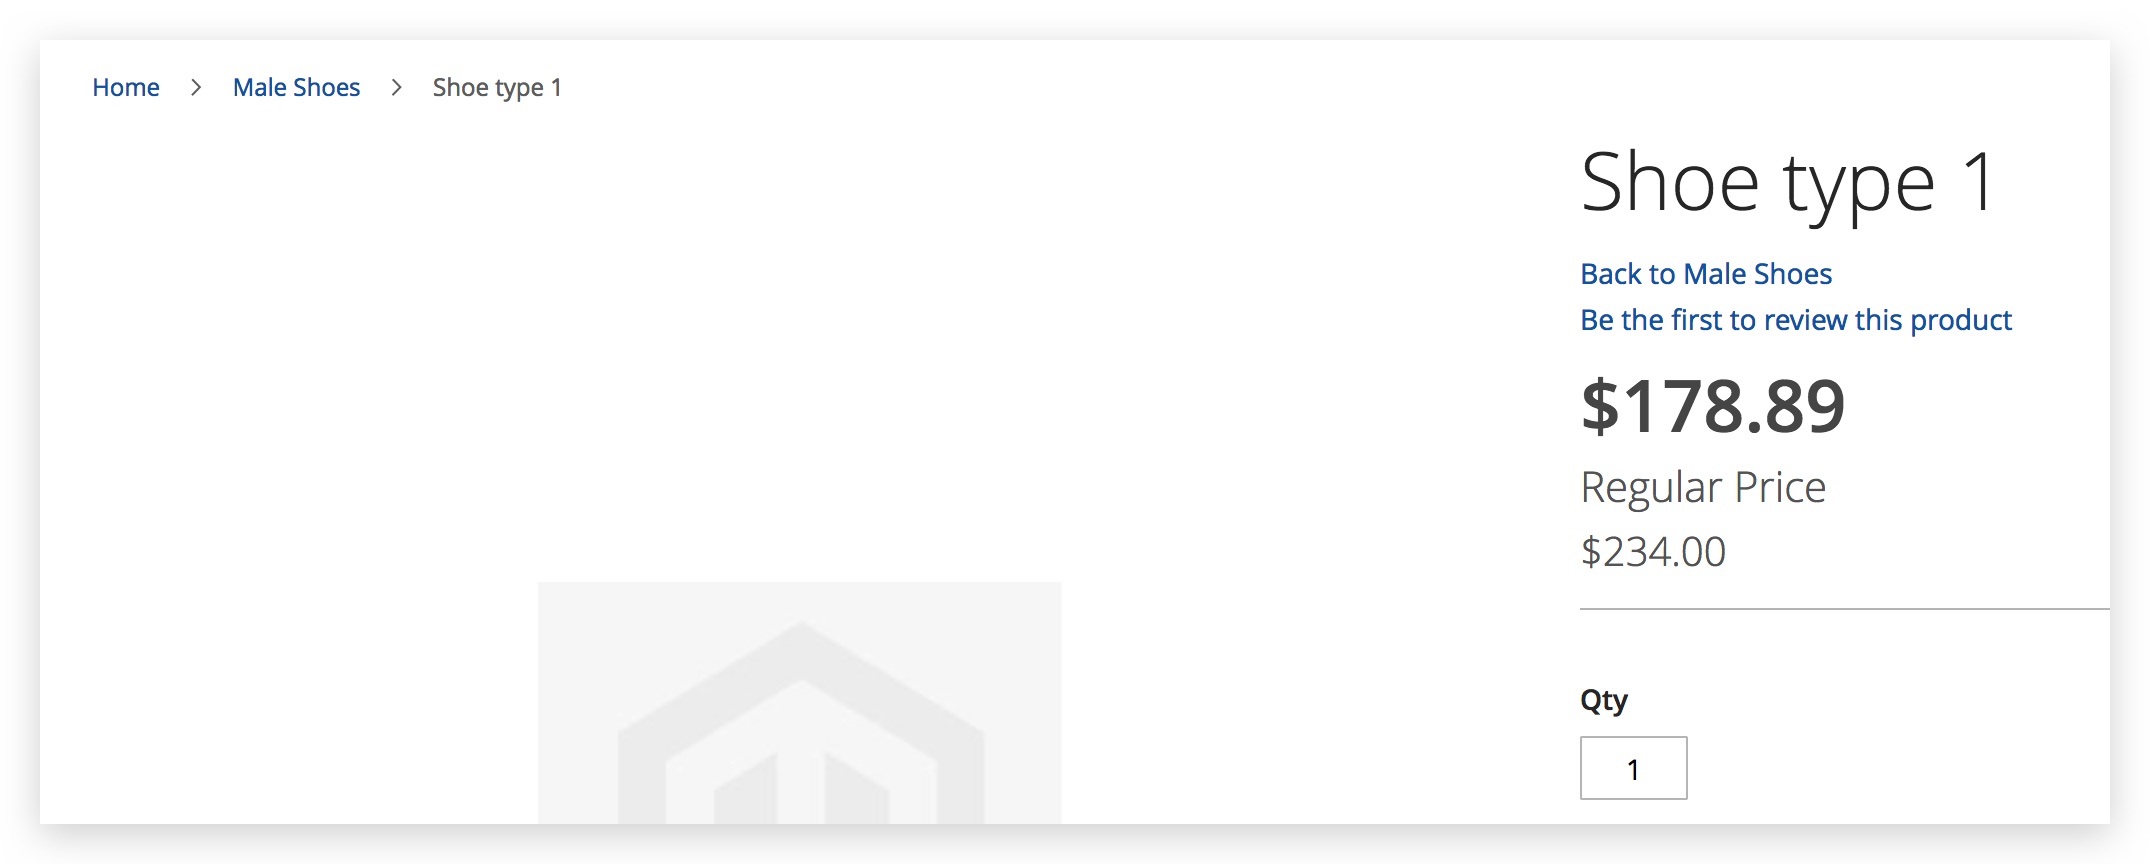 Home > Male Shoes > Shoe type 1
Shoe type 1
Back to Male Shoes
Be the first to review this product
$178.89
Regular Price
$234.00
Qty
1